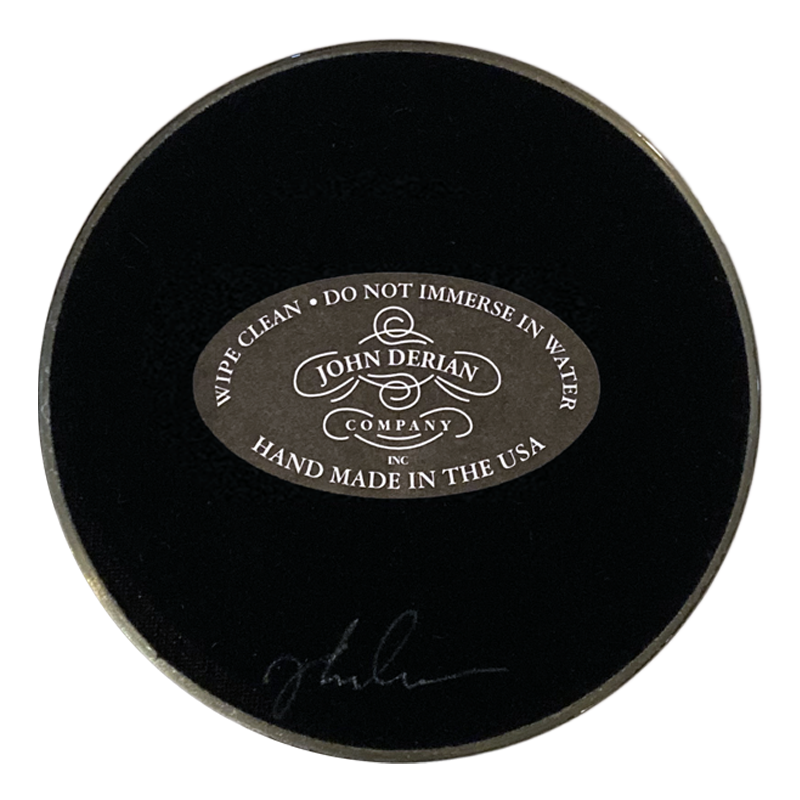 WIPE CLEAN • DO NOT IMMERSE IN WATER
JOHN DERIAN
COMPANY
INC
HAND MADE IN THE USA